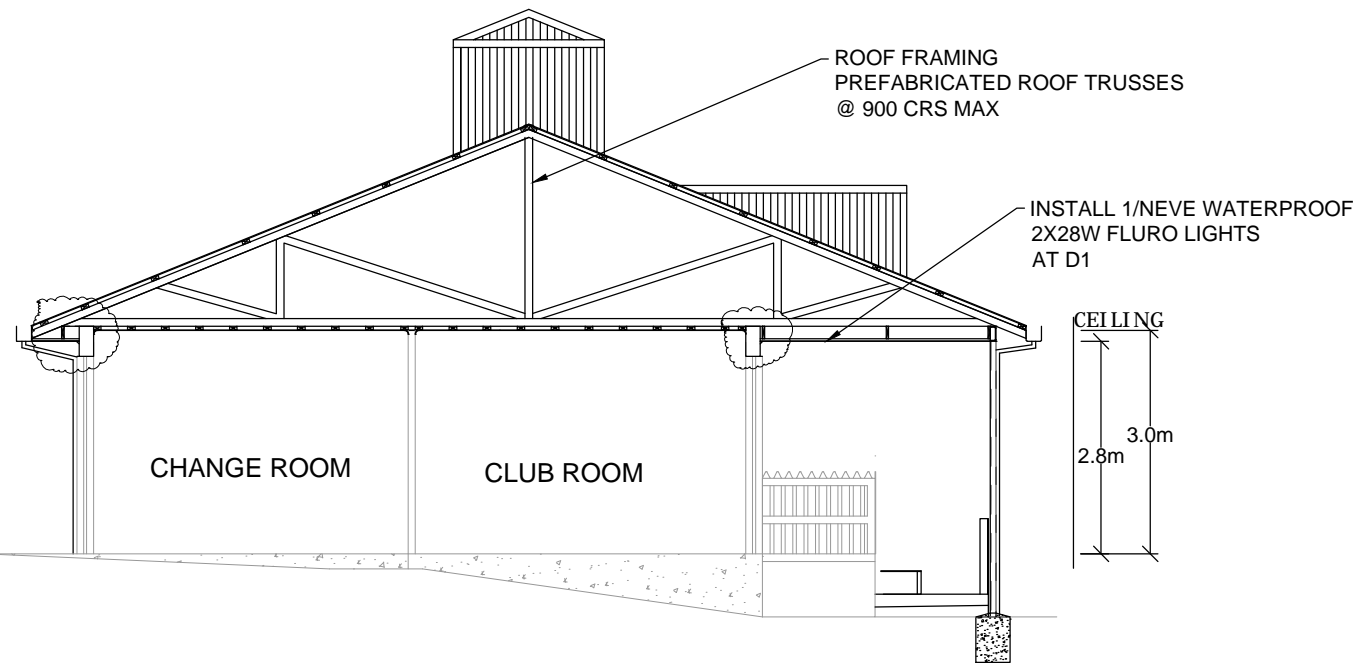 ROOF FRAMING
PREFABRICATED ROOF TRUSSES
@ 900 CRS MAX
INSTALL 1/NEVE WATERPROOF
2X28W FLURO LIGHTS
AT D1
CEILING
3.0m
2.8m
CHANGE ROOM
CLUB ROOM